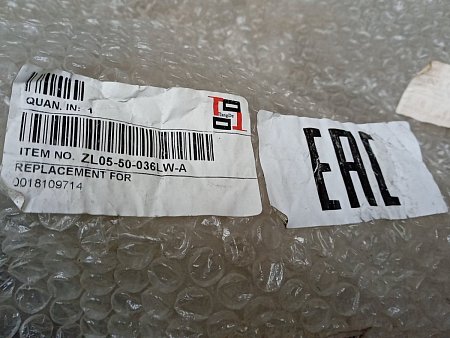 QUAN. IN: 1
ITEM NO. ZL05-50-036LW-A
REPLACEMENT FOR
0018109714
EAC